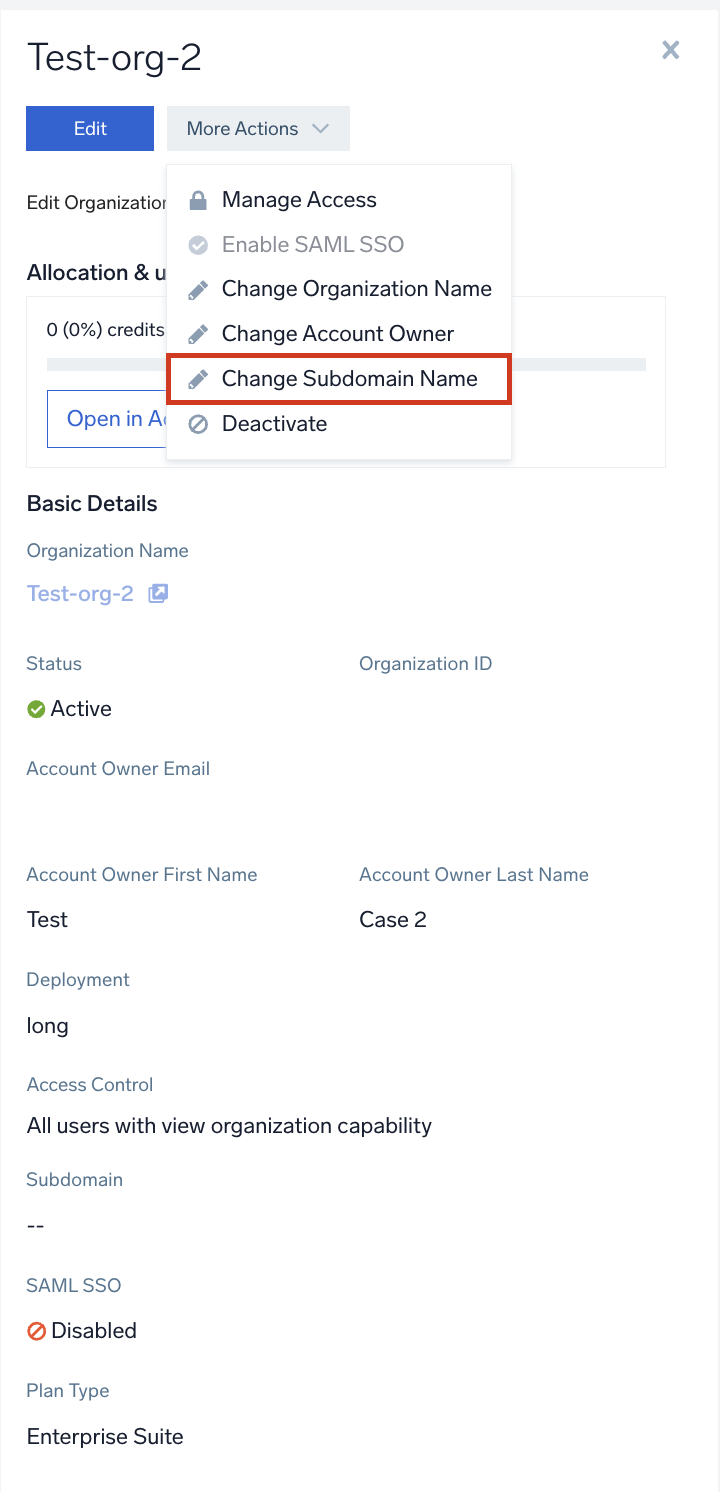 Test-org-2
Edit
More Actions
Edit Organization
Manage Access
Enable SAML SSO
Allocation & u
Change Organization Name
0 (0%) credits
Change Account Owner
Change Subdomain Name
Open in Ac
Deactivate
Basic Details
Organization Name
Test-org-2
Status
Organization ID
Active
Account Owner Email
Account Owner First Name
Account Owner Last Name
Test
Case 2
Deployment
long
Access Control
All users with view organization capability
Subdomain
--
SAML SSO
Disabled
Plan Type
Enterprise Suite